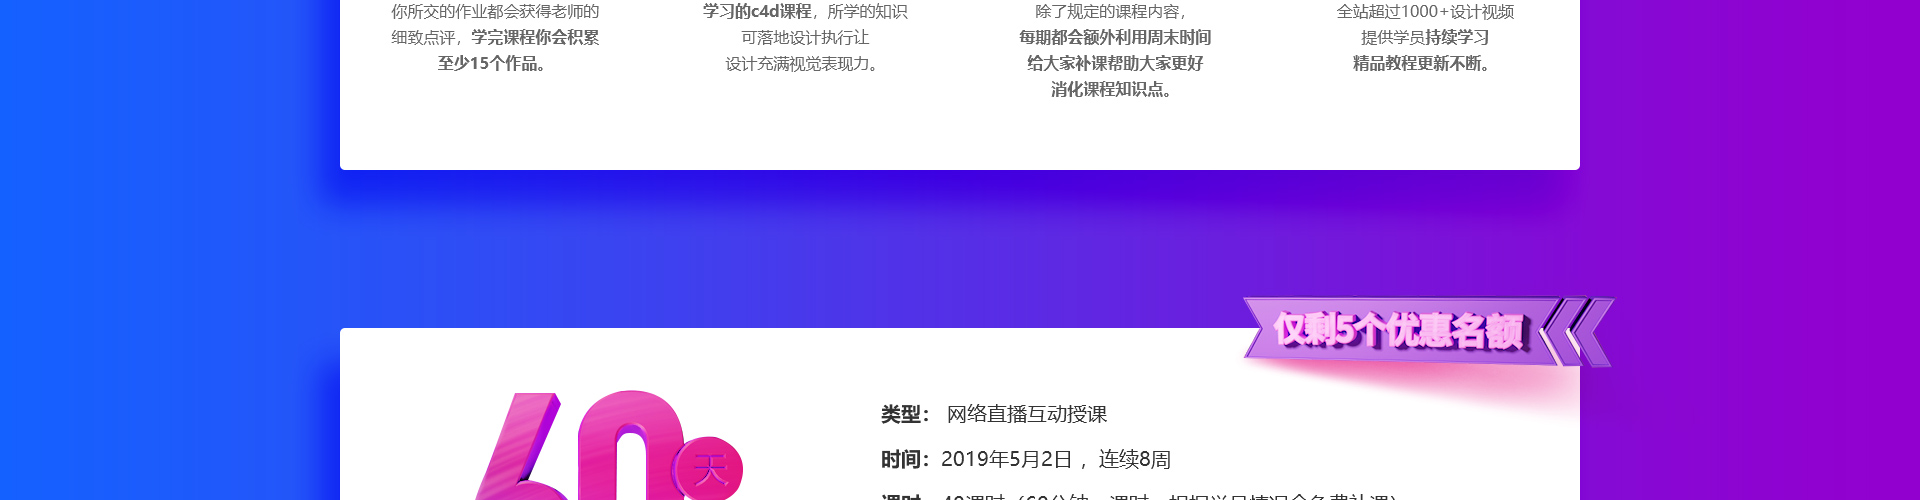 你所交的作业都会获得老师的
细致点评，学完课程你会积累
至少15个作品。
学习的c4d课程，所学的知识
可落地设计执行让
设计充满视觉表现力。
除了规定的课程内容，
每期都会额外利用周末时间
给大家补课帮助大家更好
消化课程知识点。
全站超过1000+设计视频
提供学员持续学习
精品教程更新不断。
仅剩5个优惠名额
60天
类型： 网络直播互动授课
时间：2019年5月2日 ，连续8周